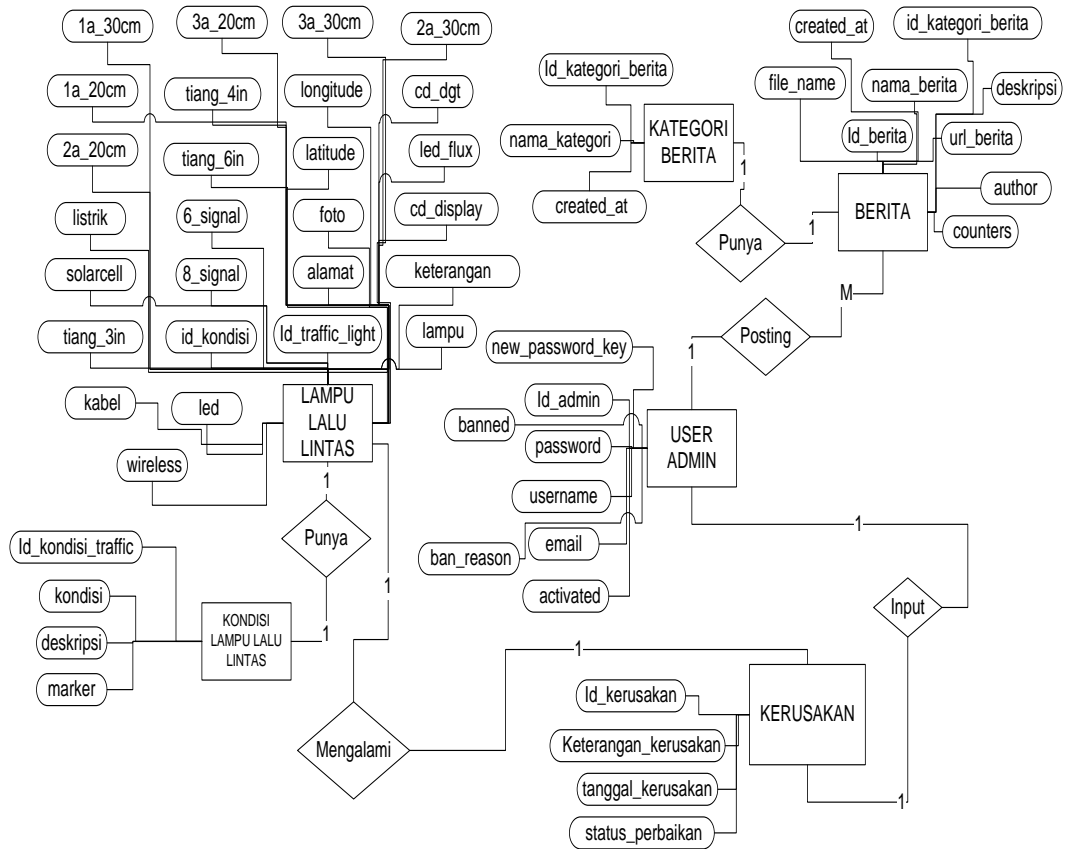 1a_30cm
3a_20cm
3a_30cm
2a_30cm
1a_20cm
tiang_4in
longitude
cd_dgt
2a_20cm
tiang_6in
latitude
led_flux
listrik
6_signal
foto
cd_display
solarcell
8_signal
alamat
keterangan
tiang_3in
id_kondisi
Id_traffic_light
lampu
kabel
led
wireless
LAMPU
LALU
LINTAS
1
Punya
1
1
Id_kondisi_traffic
kondisi
deskripsi
marker
KONDISI
LAMPU LALU
LINTAS
Mengalami
1
Id_kategori_berita
nama_kategori
created_at
KATEGORI
BERITA
1
Punya
1
created_at
id_kategori_berita
file_name
nama_berita
deskripsi
Id_berita
url_berita
author
counters
BERITA
M
Posting
1
new_password_key
Id_admin
banned
password
username
email
ban_reason
activated
USER
ADMIN
1
Input
1
KERUSAKAN
Id_kerusakan
Keterangan_kerusakan
tanggal_kerusakan
status_perbaikan